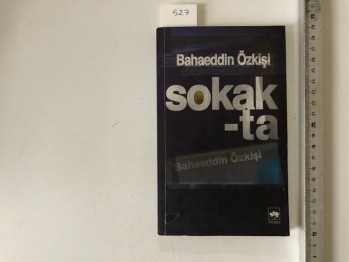 527
Bahaeddin Özkişi
sokak
-ta
Bahaeddin Özkişi